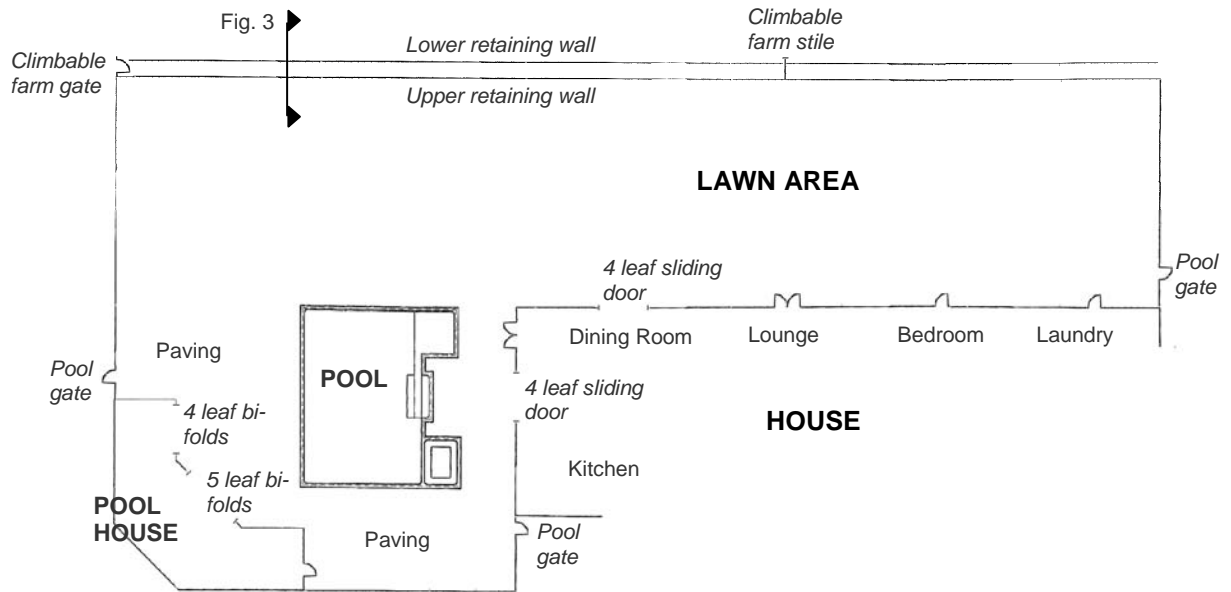 Fig. 3
Climbable
farm stile
Lower retaining wall
Climbable
farm gate
Upper retaining wall
LAWN AREA
4 leaf sliding
door
Pool
gate
Dining Room
Lounge
Bedroom
Laundry
Paving
POOL
Pool
gate
4 leaf sliding
door
4 leaf bi-
folds
HOUSE
Kitchen
5 leaf bi-
folds
POOL
HOUSE
Paving
Pool
gate